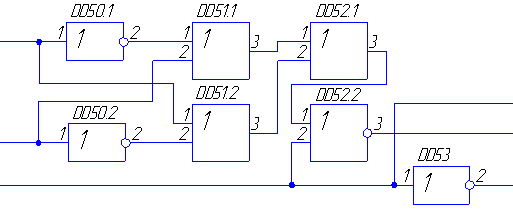 DD50.1 DD51.1 DD52.1
1 1 2 1 1 3 1 1 3
2 2
DD50.2 DD51.2 DD52.2
1 1 2 1 1 3 1 1 3
2 2
DD53
1 1 2